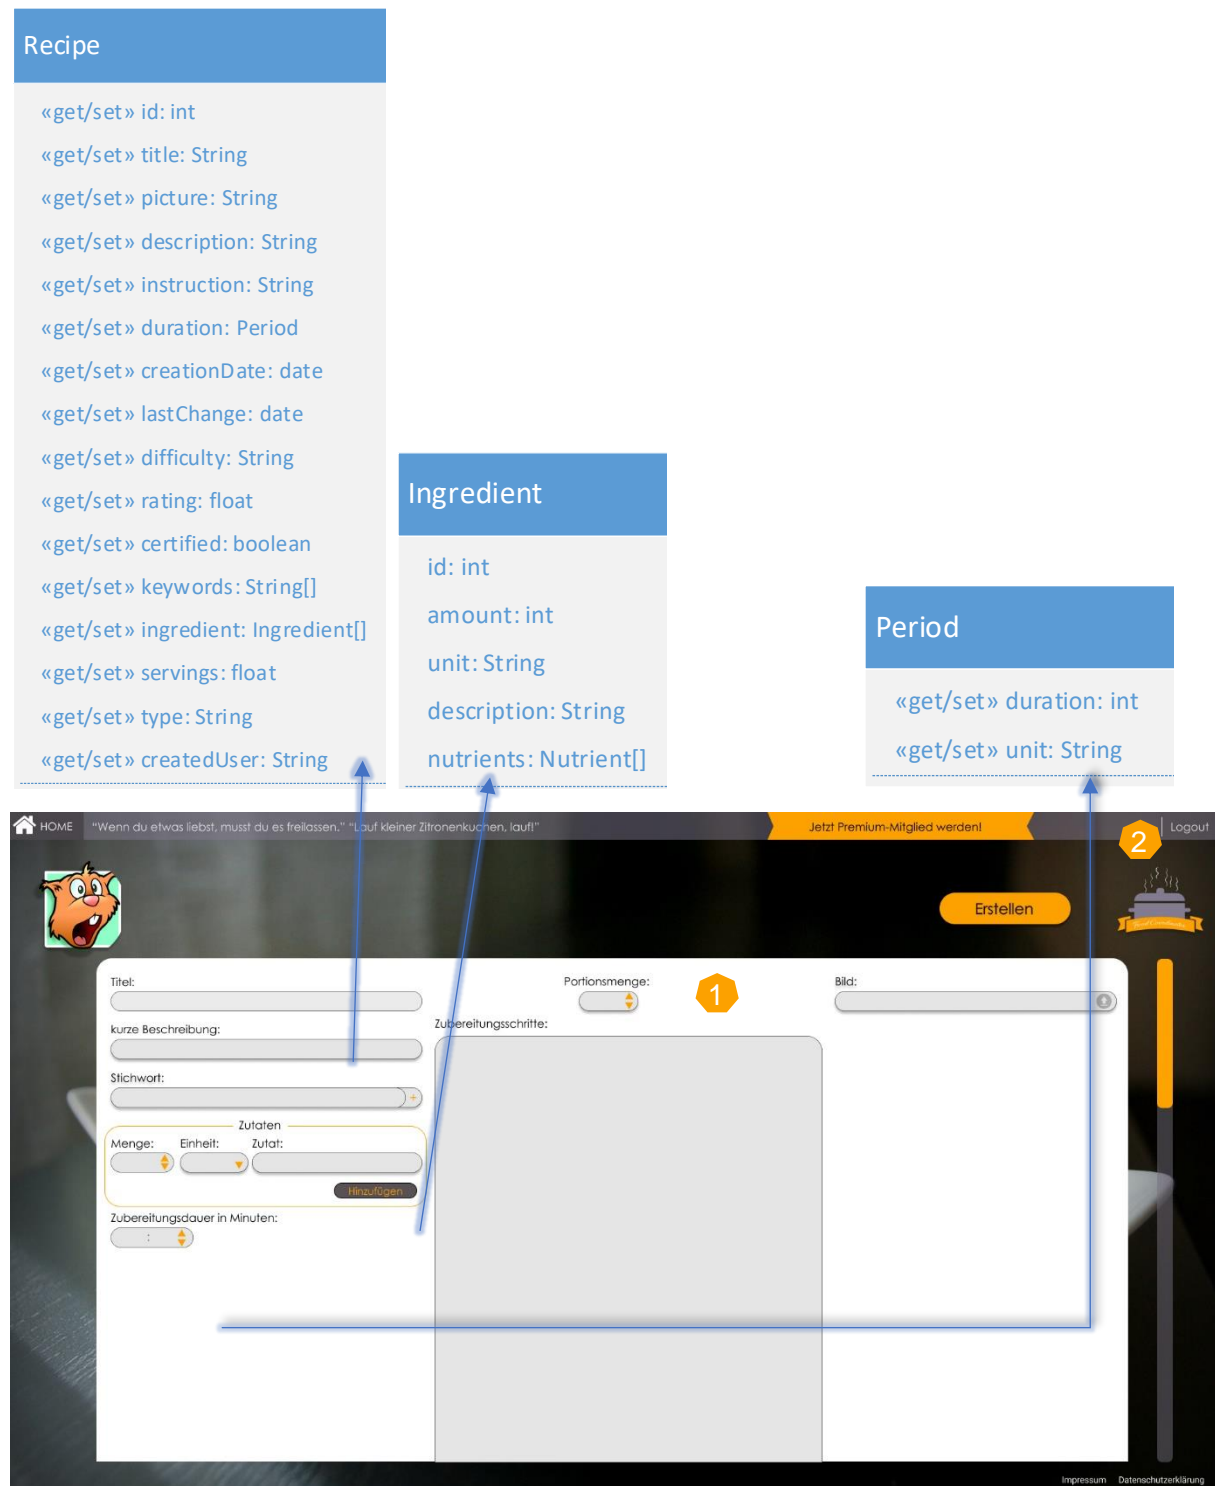 Recipe
«get/set» id: int
«get/set» title: String
«get/set» picture: String
«get/set» description: String
«get/set» instruction: String
«get/set» duration: Period
«get/set» creationDate: date
«get/set» lastChange: date
«get/set» difficulty: String
«get/set» rating: float
«get/set» certified: boolean
«get/set» keywords: String[]
«get/set» ingredient: Ingredient[]
«get/set» servings: float
«get/set» type: String
«get/set» createdUser: String
Ingredient
id: int
amount: int
unit: String
description: String
nutrients: Nutrient[]
Period
«get/set» duration: int
«get/set» unit: String
HOME
"Wenn du etwas liebst, musst du es freilassen." "Lauf kleiner Zitronenkuchen, lauf!"
Jetzt Premium-Mitglied werden!
2
Logout
Erstellen
Titel:
Portionsmenge:
1
Bild:
kurze Beschreibung:
Zubereitungsschritte:
Stichwort:
+
Zutaten
Menge:
Einheit:
Zutat:
Hinzufügen
Zubereitungsdauer in Minuten:
:
Impressum
Datenschutzerklärung